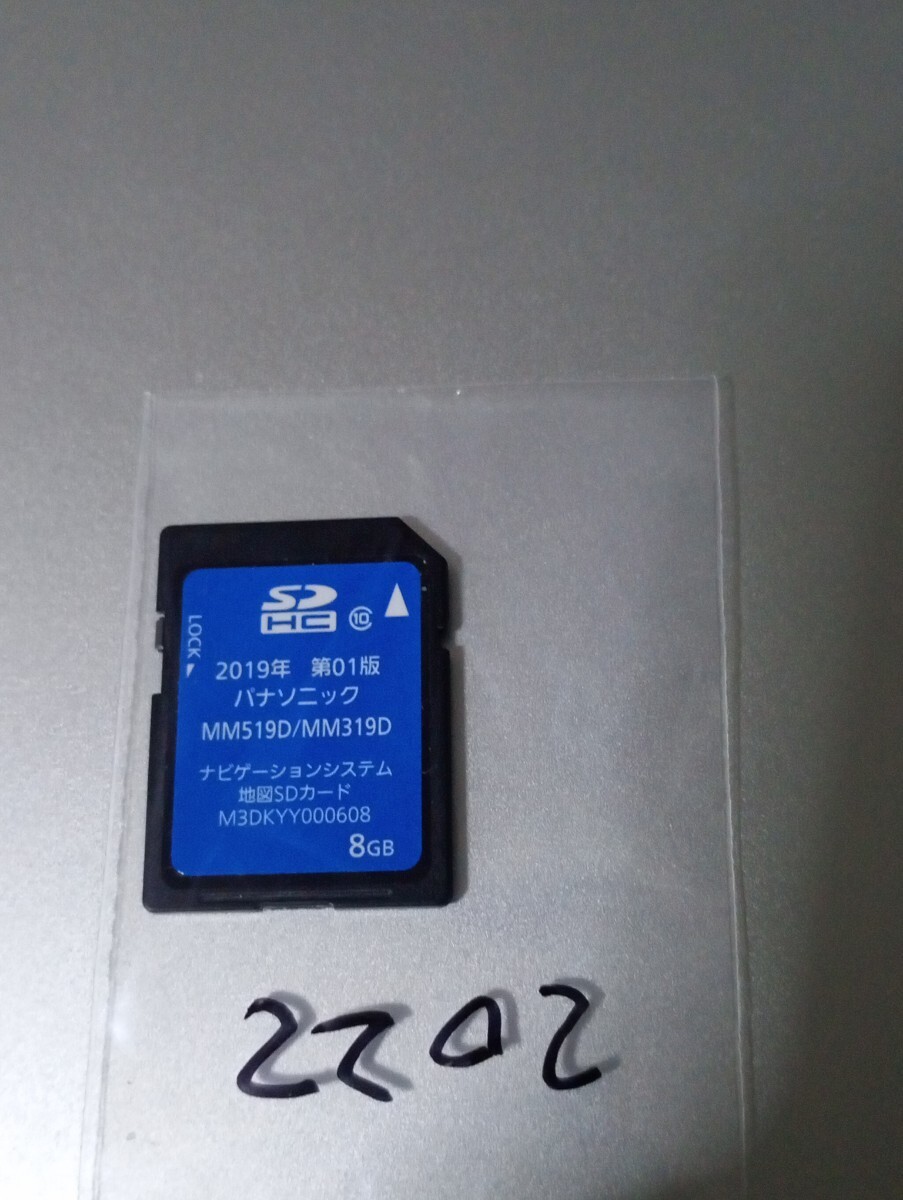 SD
HC 10
LOCK
2019年 第01版
パナソニック
MM519D/MM319D
ナビゲーションシステム
地図SDカード
M3DKYY000608
8GB
2202